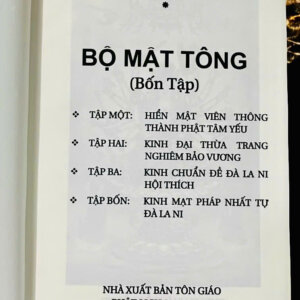 BỘ MẬT TÔNG
(Bốn Tập)
❖ TẬP MỘT: HIỂN MẬT VIÊN THÔNG
THÀNH PHẬT TÂM YẾU
❖ TẬP HAI: KINH ĐẠI THỪA TRANG
NGHIÊM BẢO VƯƠNG
❖ TẬP BA: KINH CHUẨN ĐỀ ĐÀ LA NI
HỘI THÍCH
❖ TẬP BỐN: KINH MẠT PHÁP NHẤT TỰ
ĐÀ LA NI
NHÀ XUẤT BẢN TÔN GIÁO